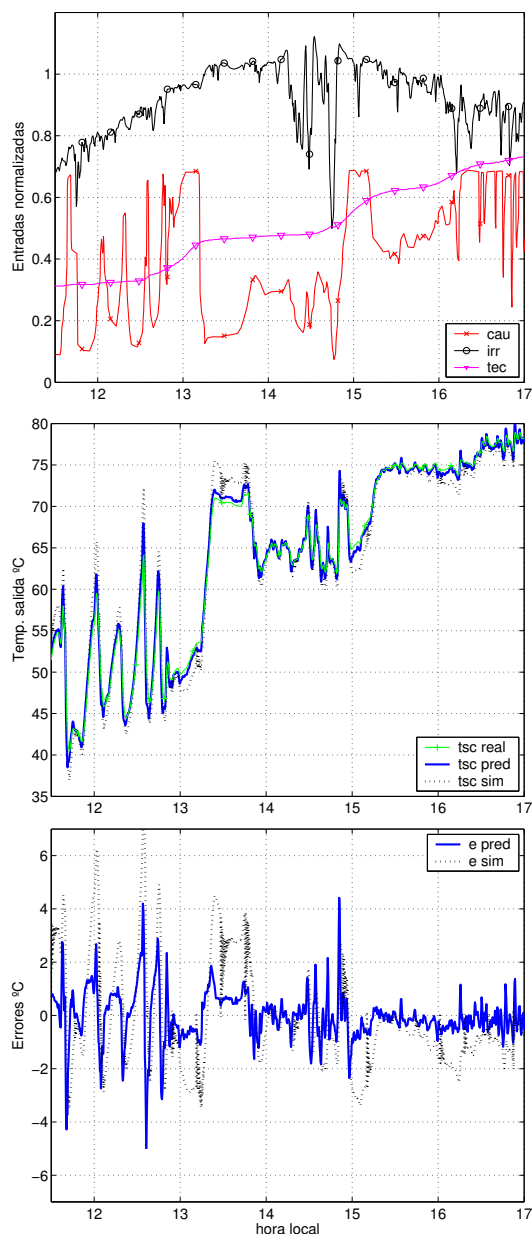 1
0.8
0.6
0.4
0.2
0
Entradas normalizadas
cau
irr
tec
12 13 14 15 16 17
80
75
70
65
60
55
50
45
40
35
Temp. salida ºC
tsc real
tsc pred
tsc sim
12 13 14 15 16 17
6
4
2
0
−2
−4
−6
Errores ºC
e pred
e sim
12 13 14 15 16 17
hora local